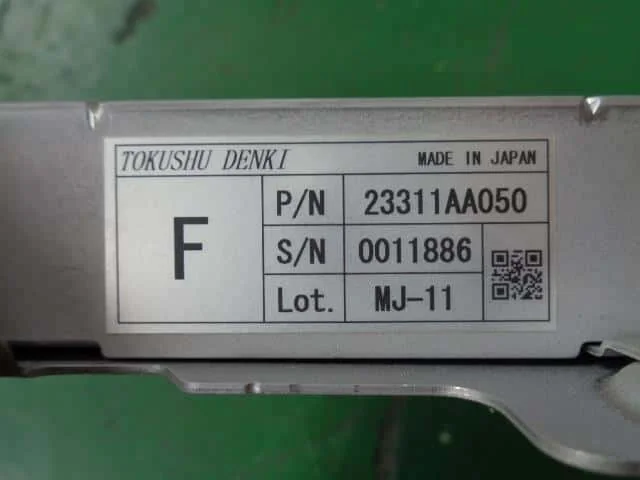 TOKUSHU DENKI MADE IN JAPAN
F
P/N 23311AA050
S/N 0011886
Lot. MJ-11